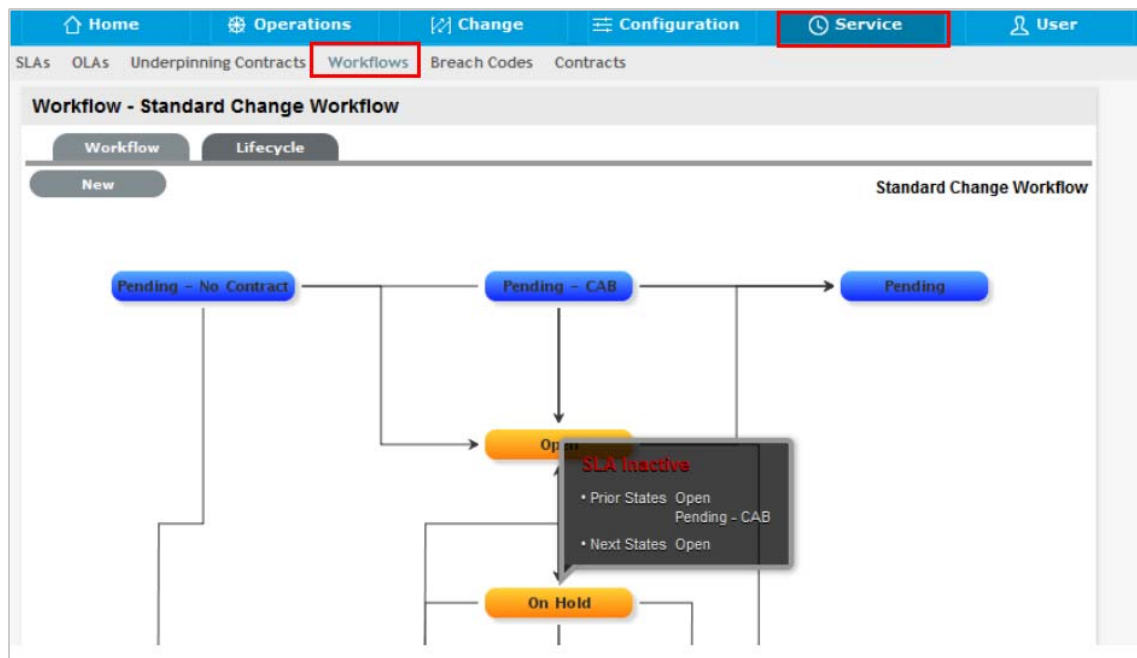 Home Operations Change Configuration Service User
SLAs OLAs Underpinning Contracts Workflows Breach Codes Contracts
Workflow - Standard Change Workflow
Workflow Lifecycle
New Standard Change Workflow
Pending - No Contract Pending - CAB Pending
Open
SLA Inactive
• Prior States Open
Pending - CAB
• Next States Open
On Hold